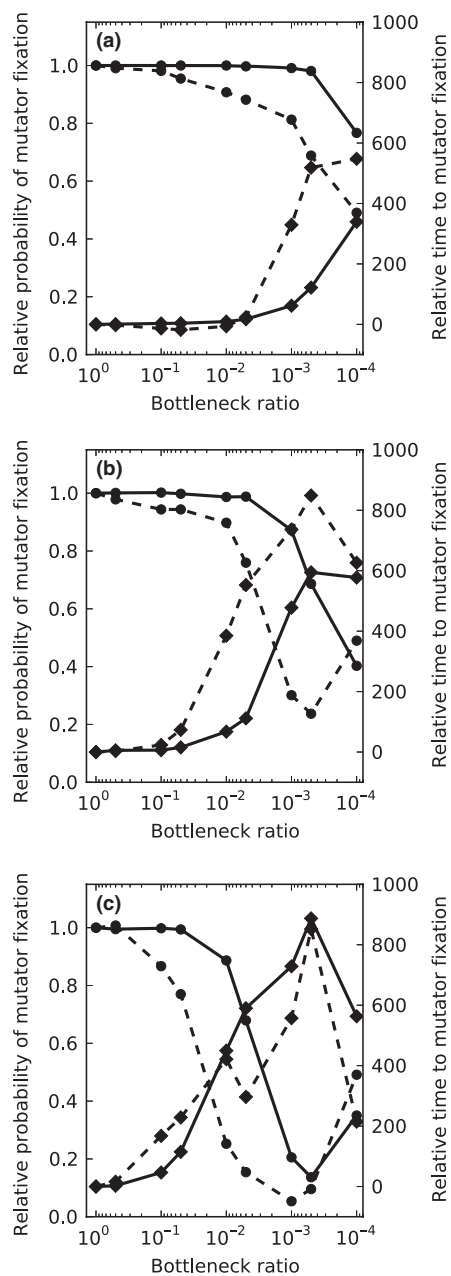 (a)
Relative probability of mutator fixation
1.0
0.8
0.6
0.4
0.2
0.0
1000
800
600
400
200
0
Relative time to mutator fixation
10⁰ 10⁻¹ 10⁻² 10⁻³ 10⁻⁴
Bottleneck ratio
(b)
Relative probability of mutator fixation
1.0
0.8
0.6
0.4
0.2
0.0
1000
800
600
400
200
0
Relative time to mutator fixation
10⁰ 10⁻¹ 10⁻² 10⁻³ 10⁻⁴
Bottleneck ratio
(c)
Relative probability of mutator fixation
1.0
0.8
0.6
0.4
0.2
0.0
1000
800
600
400
200
0
Relative time to mutator fixation
10⁰ 10⁻¹ 10⁻² 10⁻³ 10⁻⁴
Bottleneck ratio